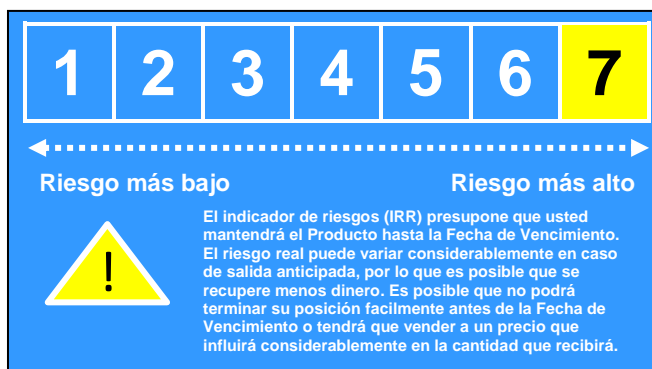 1 2 3 4 5 6 7
Riesgo más bajo Riesgo más alto
El indicador de riesgos (IRR) presupone que usted
mantendrá el Producto hasta la Fecha de Vencimiento.
El riesgo real puede variar considerablemente en caso
de salida anticipada, por lo que es posible que se
recupere menos dinero. Es posible que no podrá
terminar su posición facilmente antes de la Fecha de
Vencimiento o tendrá que vender a un precio que
influirá considerablemente en la cantidad que recibirá.
!